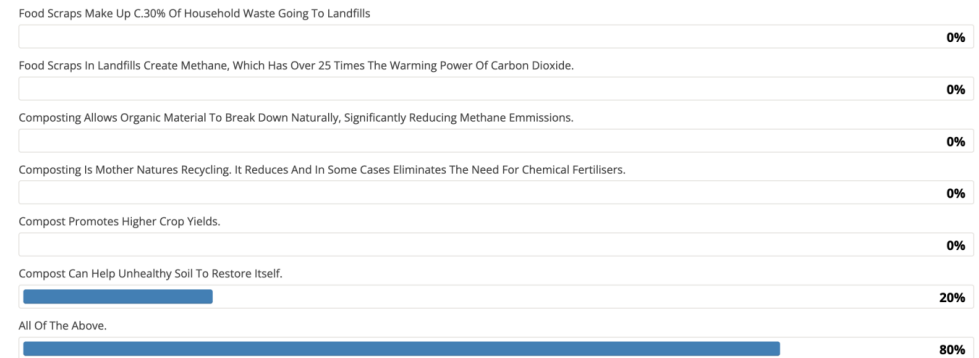 Food Scraps Make Up C.30% Of Household Waste Going To Landfills
0%
Food Scraps In Landfills Create Methane, Which Has Over 25 Times The Warming Power Of Carbon Dioxide.
0%
Composting Allows Organic Material To Break Down Naturally, Significantly Reducing Methane Emmissions.
0%
Composting Is Mother Natures Recycling. It Reduces And In Some Cases Eliminates The Need For Chemical Fertilisers.
0%
Compost Promotes Higher Crop Yields.
0%
Compost Can Help Unhealthy Soil To Restore Itself.
20%
All Of The Above.
80%